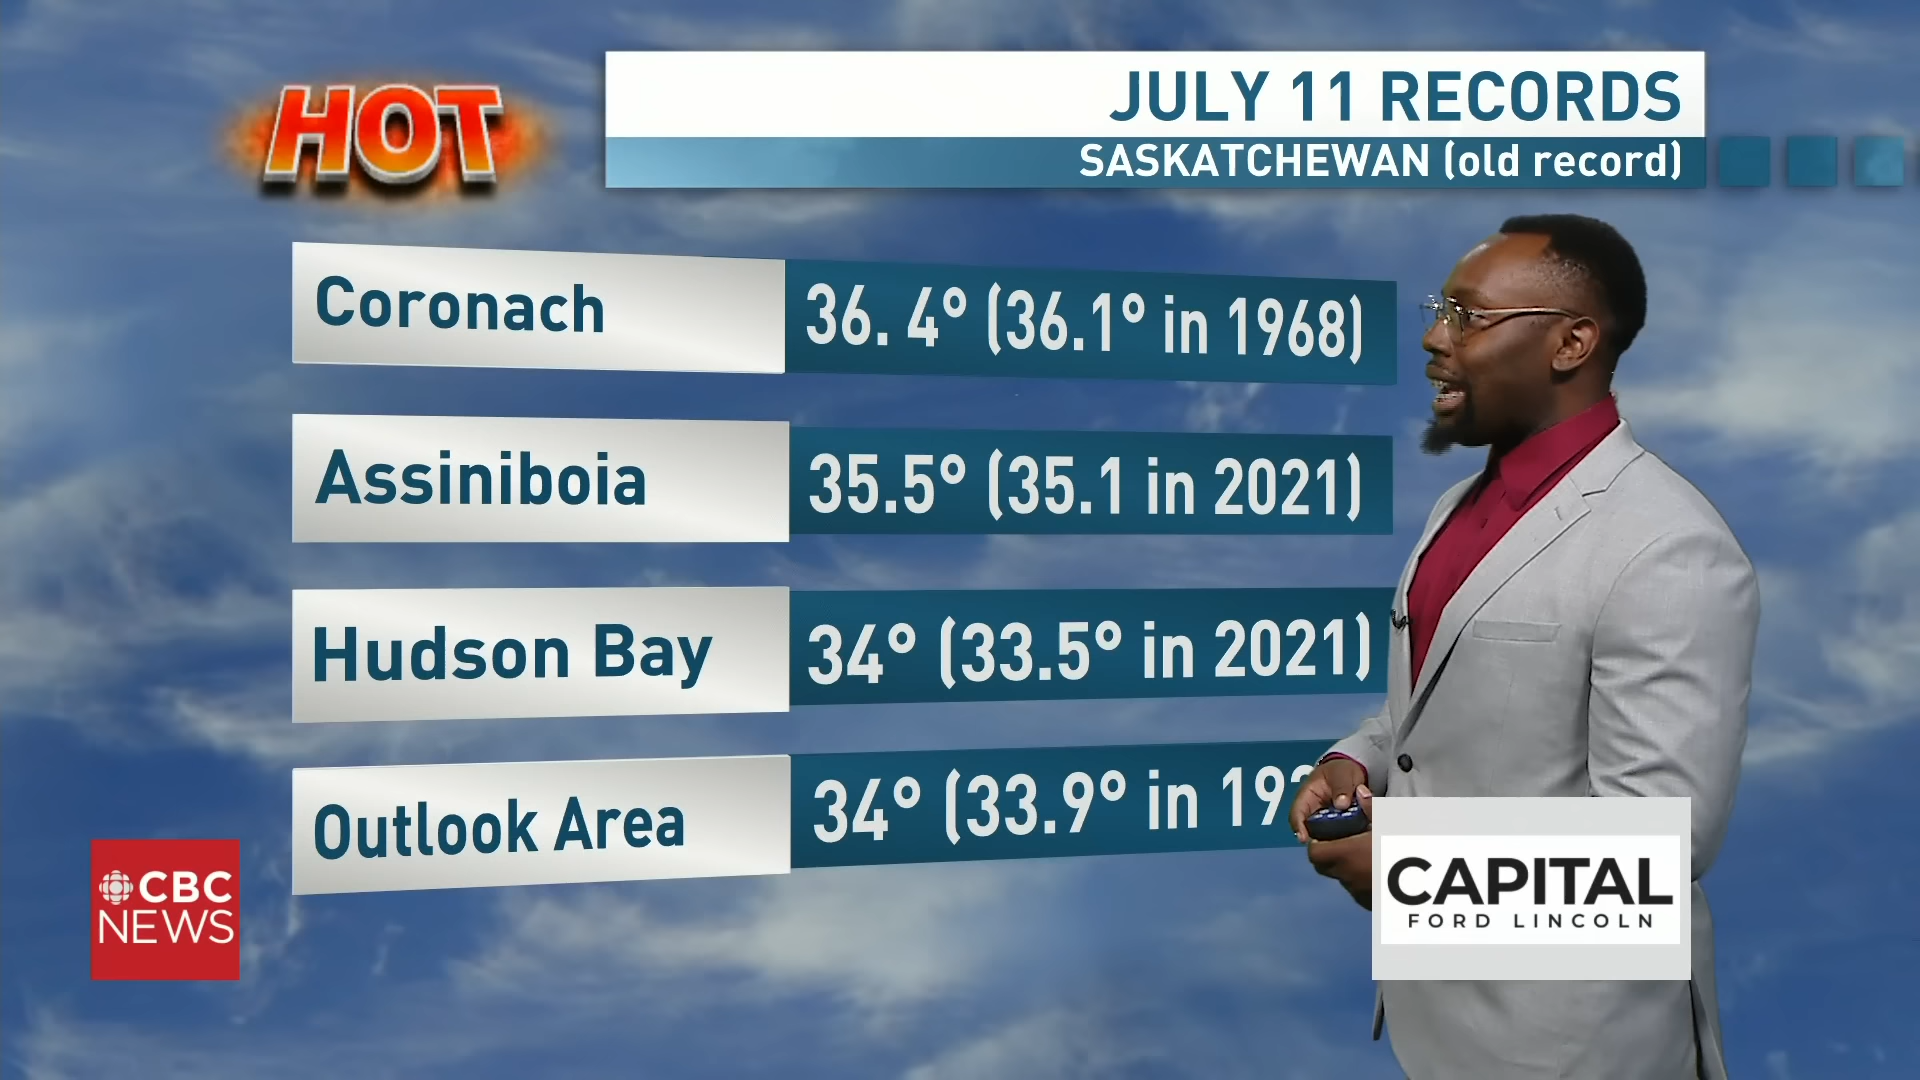 HOT
JULY 11 RECORDS
SASKATCHEWAN (old record)
Coronach 36. 4° (36.1° in 1968)
Assiniboia 35.5° (35.1 in 2021)
Hudson Bay 34° (33.5° in 2021)
Outlook Area 34° (33.9° in
CBC
NEWS
CAPITAL
FORD LINCOLN